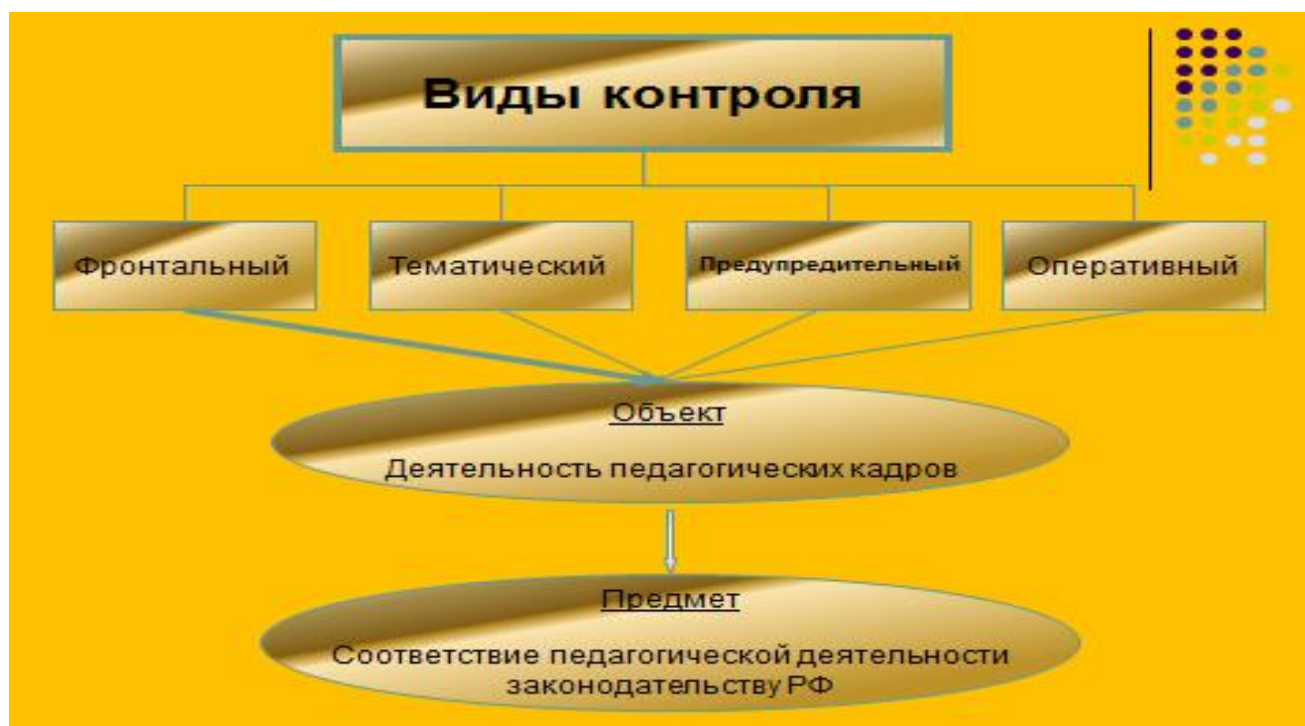 Виды контроля
Фронтальный
Тематический
Предупредительный
Оперативный
Объект
Деятельность педагогических кадров
Предмет
Соответствие педагогической деятельности
законодательству РФ